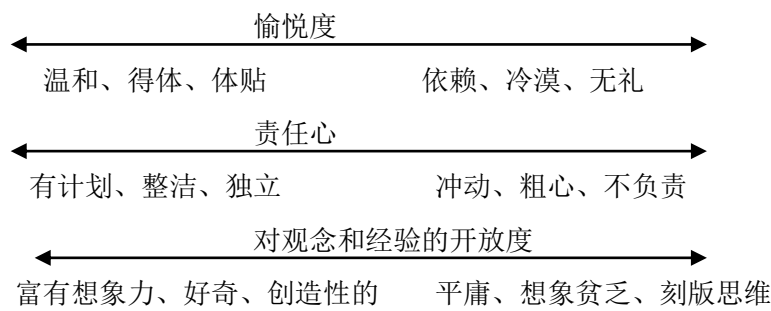 愉悦度
温和、得体、体贴 依赖、冷漠、无礼
责任心
有计划、整洁、独立 冲动、粗心、不负责
对观念和经验的开放度
富有想象力、好奇、创造性的 平庸、想象贫乏、刻版思维